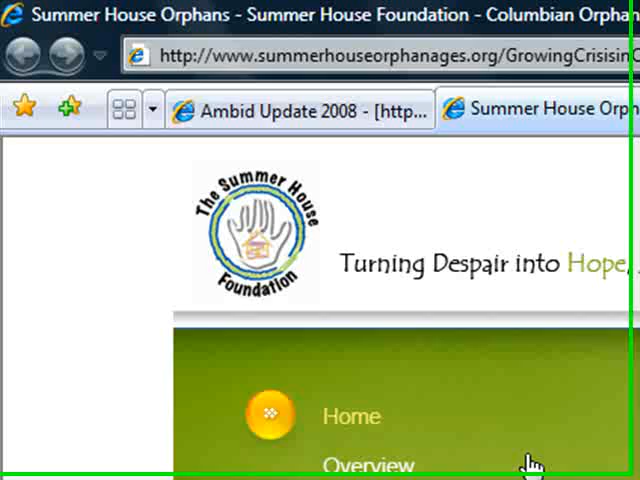 Summer House Orphans - Summer House Foundation - Columbian Orphan
http://www.summerhouseorphanages.org/GrowingCrisisin
Ambid Update 2008 - [http...
Summer House Orph
The Summer House
Foundation
Turning Despair into Hope,
Home
Overview